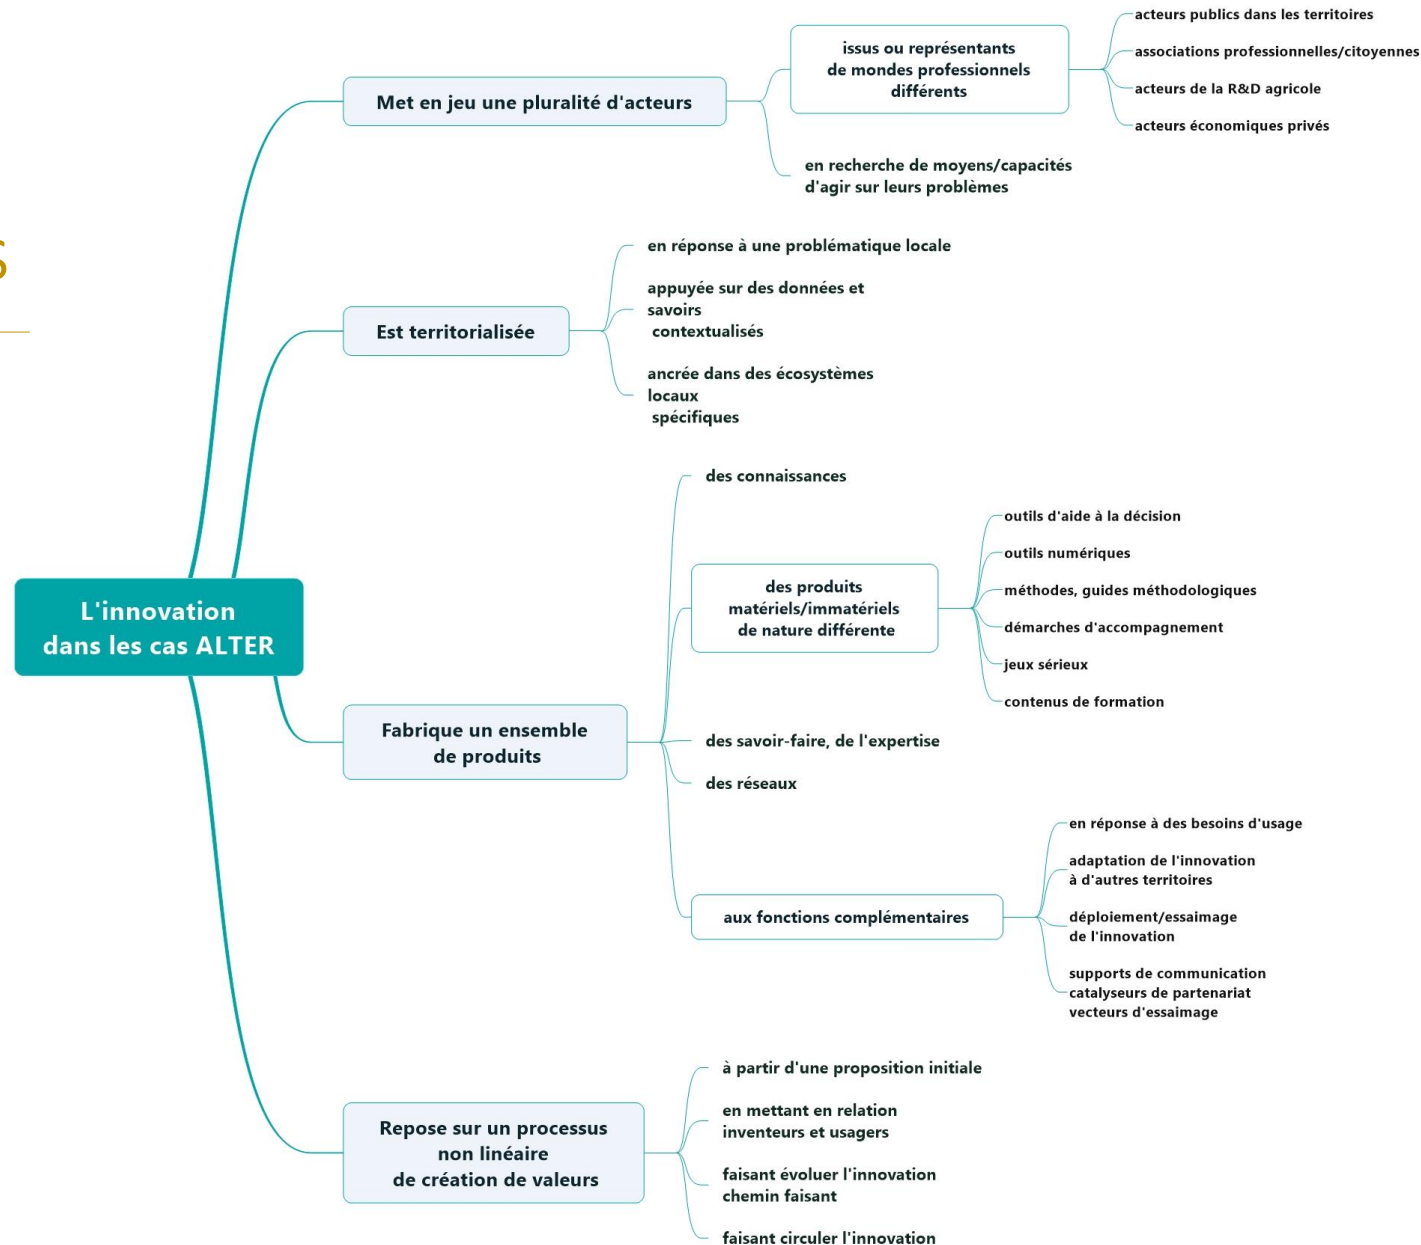 S
L'innovation
dans les cas ALTER
Met en jeu une pluralité d'acteurs
issus ou représentants
de mondes professionnels
différents
acteurs publics dans les territoires
associations professionnelles/citoyennes
acteurs de la R&D agricole
acteurs économiques privés
en recherche de moyens/capacités
d'agir sur leurs problèmes
Est territorialisée
en réponse à une problématique locale
appuyée sur des données et
savoirs
contextualisés
ancrée dans des écosystèmes
locaux
spécifiques
Fabrique un ensemble
de produits
des connaissances
des produits
matériels/immatériels
de nature différente
outils d'aide à la décision
outils numériques
méthodes, guides méthodologiques
démarches d'accompagnement
jeux sérieux
contenus de formation
des savoir-faire, de l'expertise
des réseaux
aux fonctions complémentaires
en réponse à des besoins d'usage
adaptation de l'innovation
à d'autres territoires
déploiement/essaimage
de l'innovation
supports de communication
catalyseurs de partenariat
vecteurs d'essaimage
Repose sur un processus
non linéaire
de création de valeurs
à partir d'une proposition initiale
en mettant en relation
inventeurs et usagers
faisant évoluer l'innovation
chemin faisant
faisant circuler l'innovation